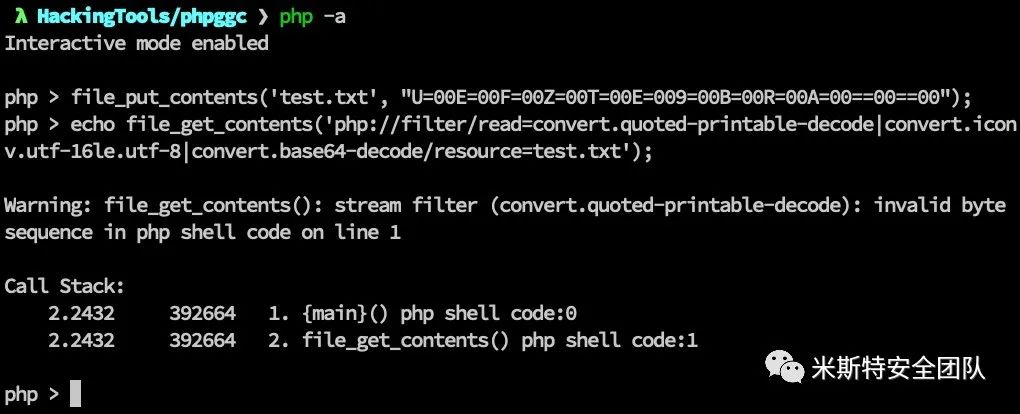 λ HackingTools/phpggc ❯ php -a
Interactive mode enabled
php > file_put_contents('test.txt', "U=00E=00F=00Z=00T=00E=009=00B=00R=00A=00==00==00");
php > echo file_get_contents('php://filter/read=convert.quoted-printable-decode|convert.icon
v.utf-16le.utf-8|convert.base64-decode/resource=test.txt');
Warning: file_get_contents(): stream filter (convert.quoted-printable-decode): invalid byte
sequence in php shell code on line 1
Call Stack:
2.2432 392664 1. {main}() php shell code:0
2.2432 392664 2. file_get_contents() php shell code:1
php >
米斯特安全团队